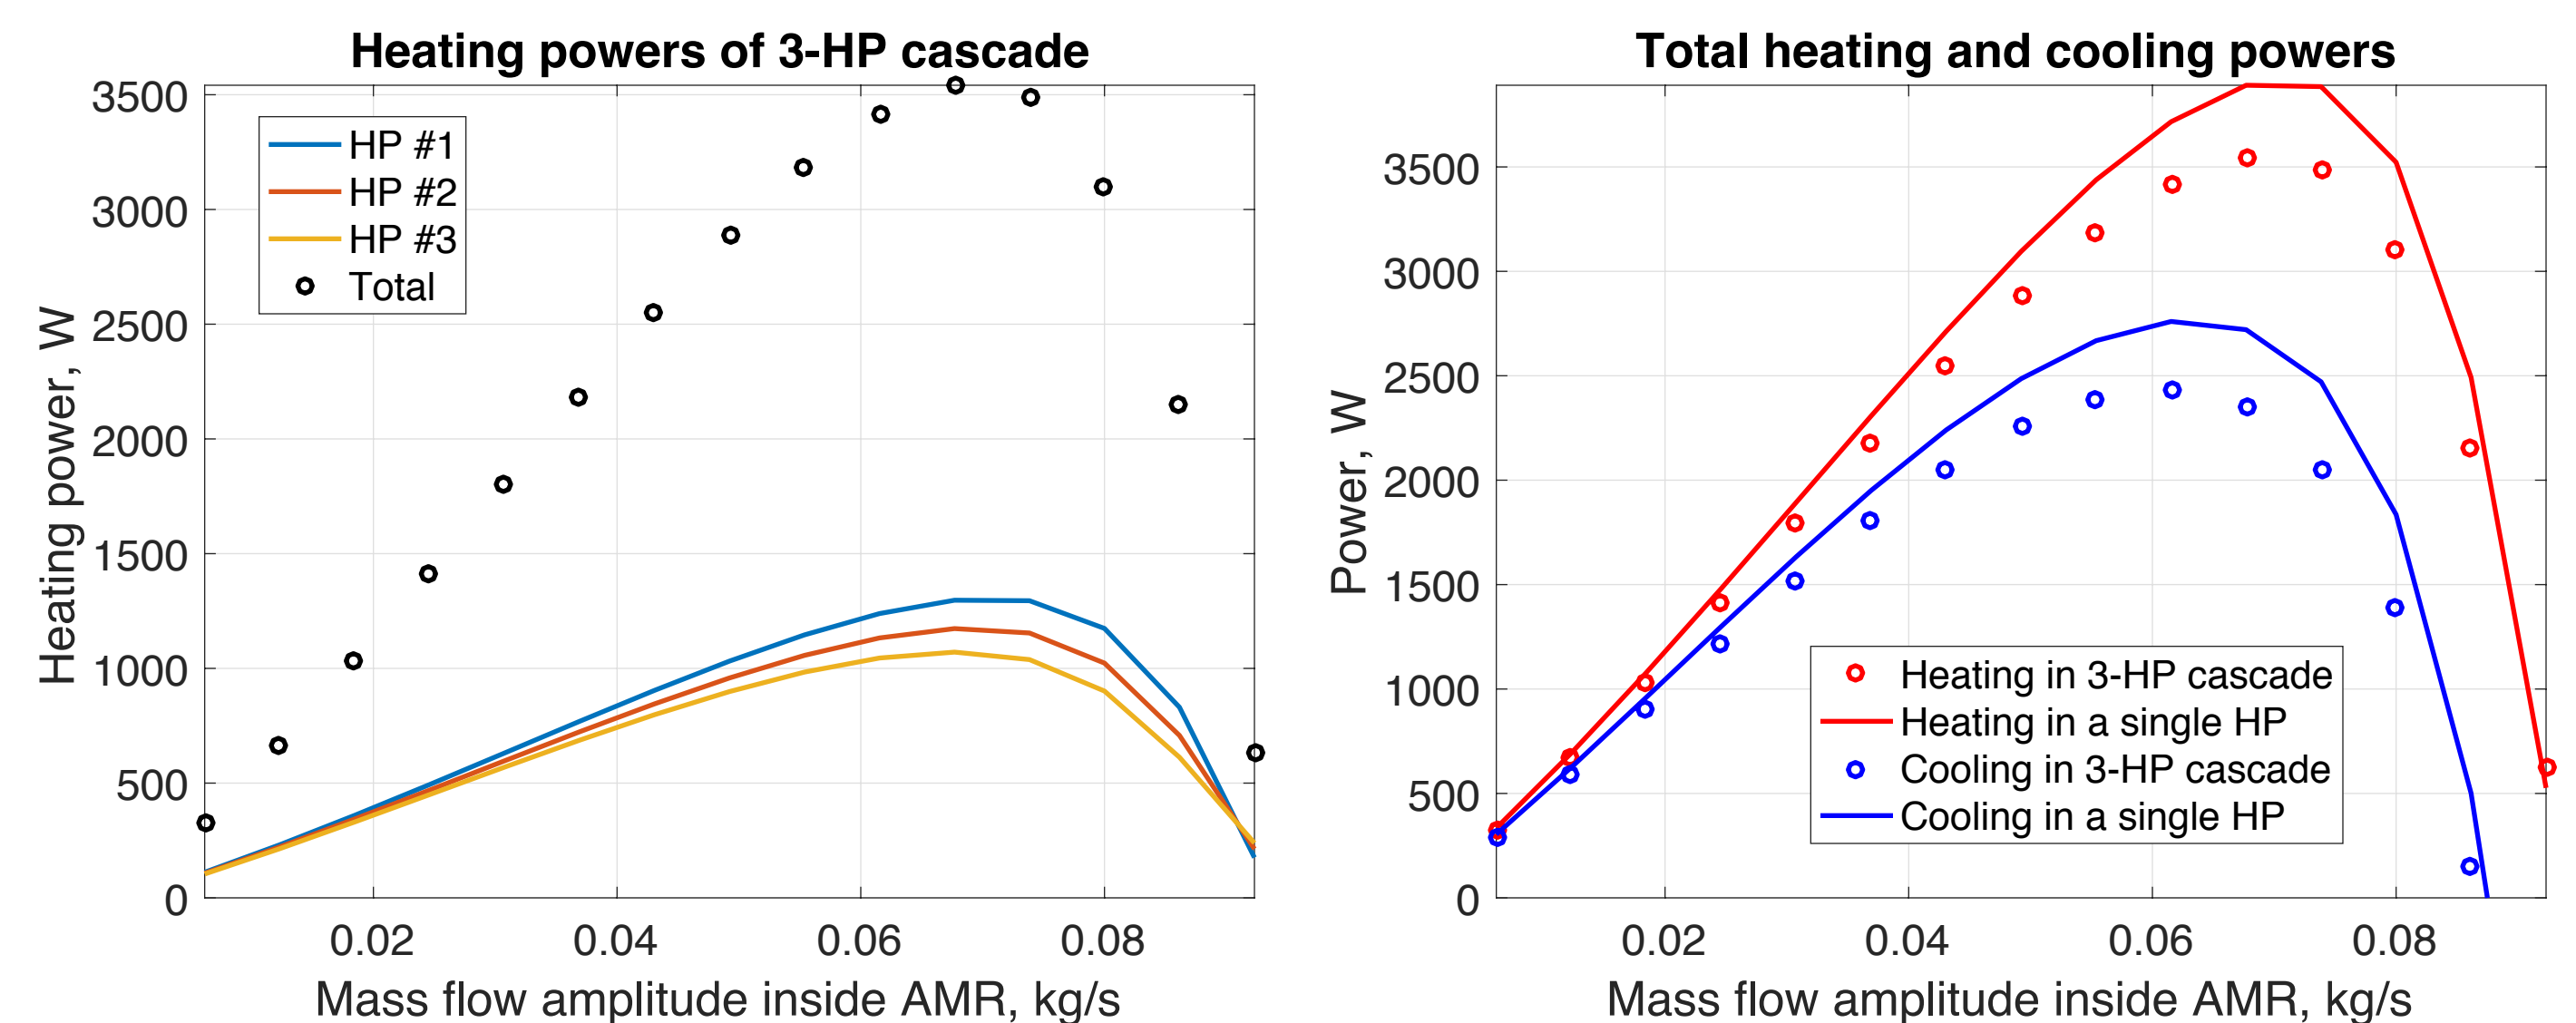 Heating powers of 3-HP cascade
3500
3000
2500
2000
1500
1000
500
0
Heating power, W
HP #1
HP #2
HP #3
Total
0.02 0.04 0.06 0.08
Mass flow amplitude inside AMR, kg/s
Total heating and cooling powers
3500
3000
2500
2000
1500
1000
500
0
Power, W
Heating in 3-HP cascade
Heating in a single HP
Cooling in 3-HP cascade
Cooling in a single HP
0.02 0.04 0.06 0.08
Mass flow amplitude inside AMR, kg/s